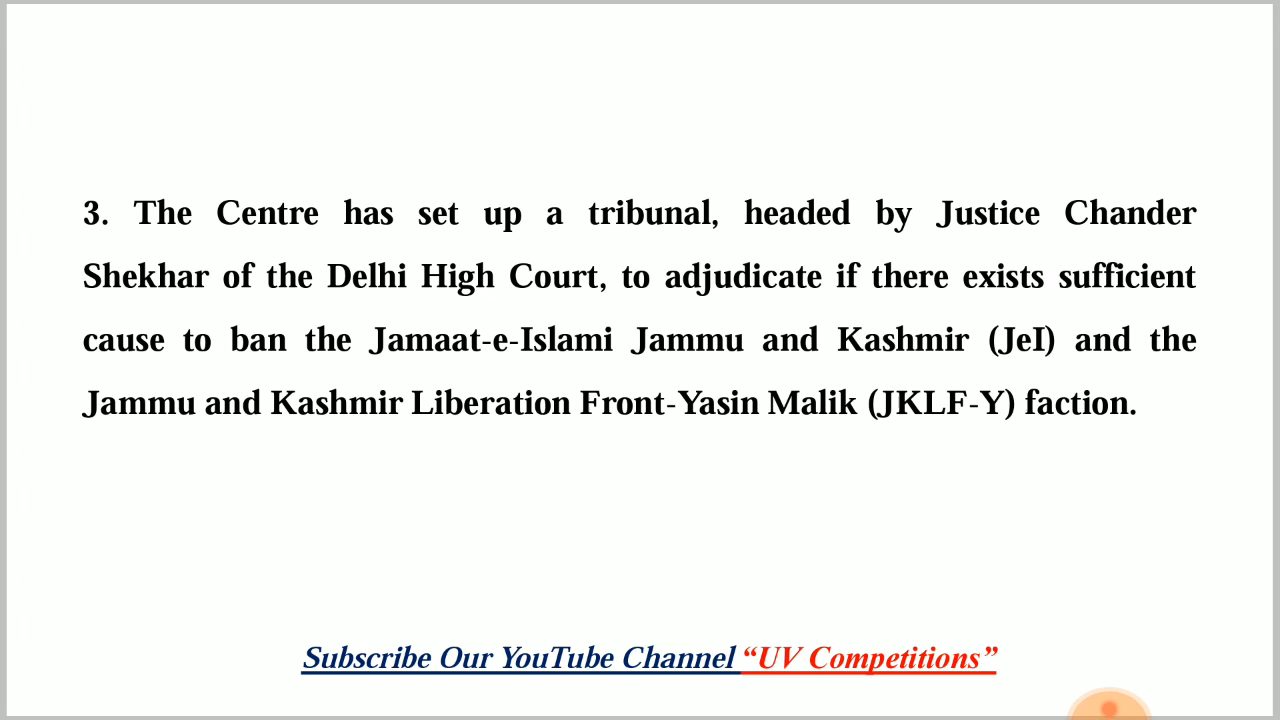 3. The Centre has set up a tribunal, headed by Justice Chander
Shekhar of the Delhi High Court, to adjudicate if there exists sufficient
cause to ban the Jamaat-e-Islami Jammu and Kashmir (JeI) and the
Jammu and Kashmir Liberation Front-Yasin Malik (JKLF-Y) faction.
Subscribe Our YouTube Channel “UV Competitions”